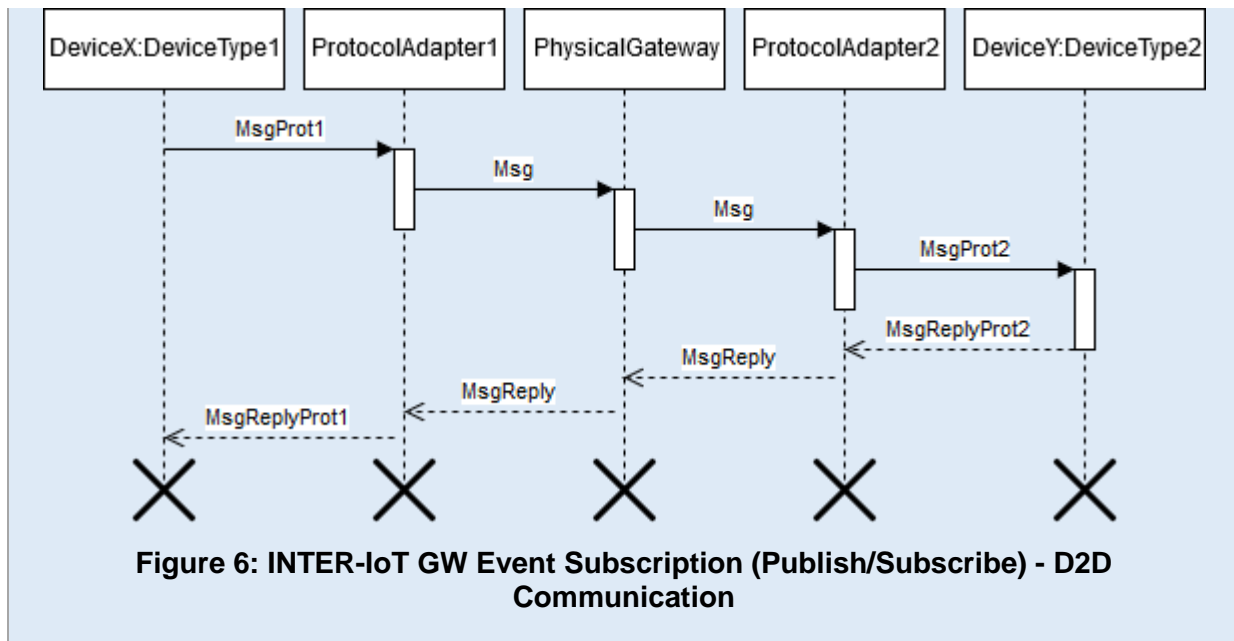 DeviceX:DeviceType1
ProtocolAdapter1
PhysicalGateway
ProtocolAdapter2
DeviceY:DeviceType2
MsgProt1
Msg
Msg
MsgProt2
MsgReplyProt2
MsgReply
MsgReply
MsgReplyProt1
Figure 6: INTER-IoT GW Event Subscription (Publish/Subscribe) - D2D
Communication